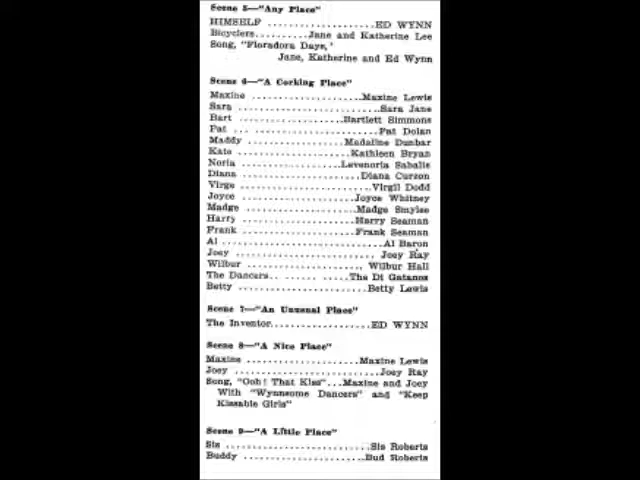 Scene 5—"Any Place"
HIMSELF ....................ED WYNN
Bicyclers..........Jane and Katherine Lee
Song, "Floradora Days,'
Jane, Katherine and Ed Wynn
Scene 6—"A Corking Place"
Maxine ....................Maxine Lewis
Sara ..........................Sara Jane
Bart ...................Bartlett Simmons
Pat ... .......................Pat Dolan
Maddy ..................Madaline Dunbar
Kate ....................Kathleen Bryan
Noria ..................Levenoria Sabalis
Diana .....................Diana Curzon
Virge ......................Virgil Dodd
Joyce ....................Joyce Whitney
Madge ....................Madge Smylse
Harry .....................Harry Seaman
Frank .....................Frank Seaman
Al ...........................Al Baron
Joey .........................Joey Ray
Wilbur ..................., Wilbur Hall
The Dancers.. ...... .....The Di Gatanos
Betty .......................Betty Lewis
Scene 7—"An Unusual Place"
The Inventor....................ED WYNN
Scene 8—"A Nice Place"
Maxine ....................Maxine Lewis
Joey .........................Joey Ray
Song, "Ooh! That Kiss"...Maxine and Joey
With "Wynnsome Dancers" and "Keep
Kissable Girls"
Scene 9—"A Little Place"
Sis .........................Sis Roberts
Buddy .......................Bud Roberts